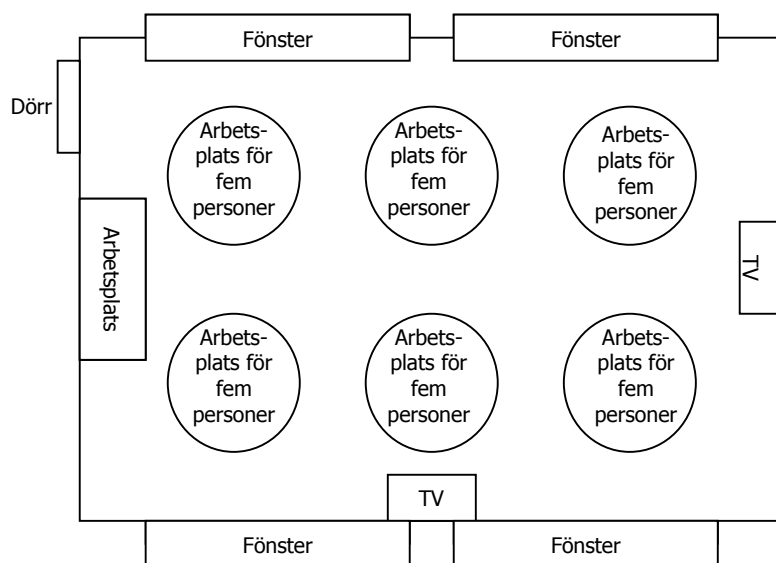 Fönster
Fönster
Dörr
Arbets-
plats för
fem
personer
Arbets-
plats för
fem
personer
Arbets-
plats för
fem
personer
Arbetsplats
TV
Arbets-
plats för
fem
personer
Arbets-
plats för
fem
personer
Arbets-
plats för
fem
personer
TV
Fönster
Fönster